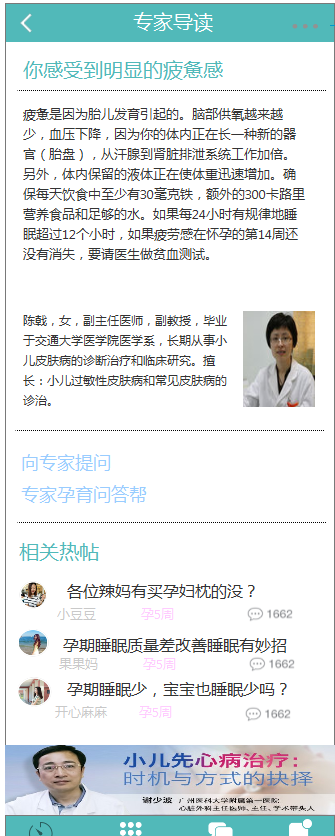 专家导读
你感受到明显的疲惫感
疲惫是因为胎儿发育引起的。脑部供氧越来越
少，血压下降，因为你的体内正在长一种新的器
官（胎盘），从汗腺到肾脏排泄系统工作加倍。
另外，体内保留的液体正在使体重迅速增加。确
保每天饮食中至少有30毫克铁，额外的300卡路里
营养食品和足够的水。如果每24小时有规律地睡
眠超过12个小时，如果疲劳感在怀孕的第14周还
没有消失，要请医生做贫血测试。
陈戟，女，副主任医师，副教授，毕业
于交通大学医学院医学系，长期从事小
儿皮肤病的诊断治疗和临床研究。擅
长：小儿过敏性皮肤病和常见皮肤病的
诊治。
向专家提问
专家孕育问答帮
相关热帖
各位辣妈有买孕妇枕的没？
小豆豆 孕5周 1662
孕期睡眠质量差改善睡眠有妙招
果果妈 孕5周 1662
孕期睡眠少，宝宝也睡眠少吗？
开心麻麻 孕5周 1662
小儿先心病治疗：
时机与方式的抉择
谢少波 广州医科大学附属第一医院
心脏外科主任医师、主任、学术带头人